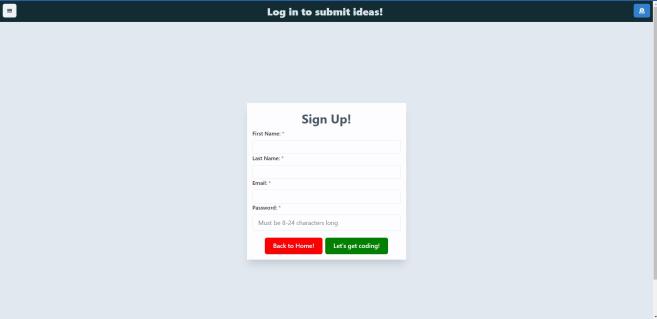 Log in to submit ideas!
Sign Up!
First Name: *
Last Name: *
Email: *
Password: *
Must be 8-24 characters long
Back to Home! Let's get coding!